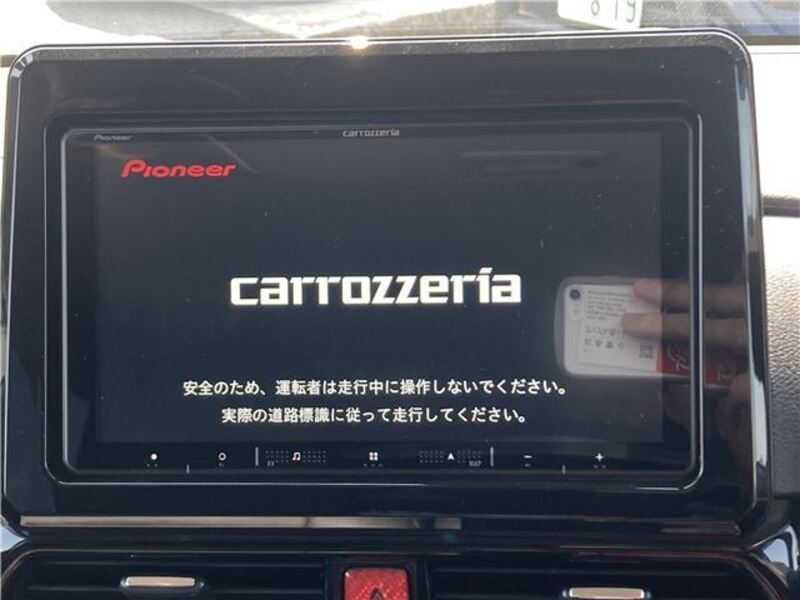 019
Pioneer
carrozzeria
Pioneer
carrozzeria
安全のため、運転者は走行中に操作しないでください。
実際の道路標識に従って走行してください。
AV
MAP